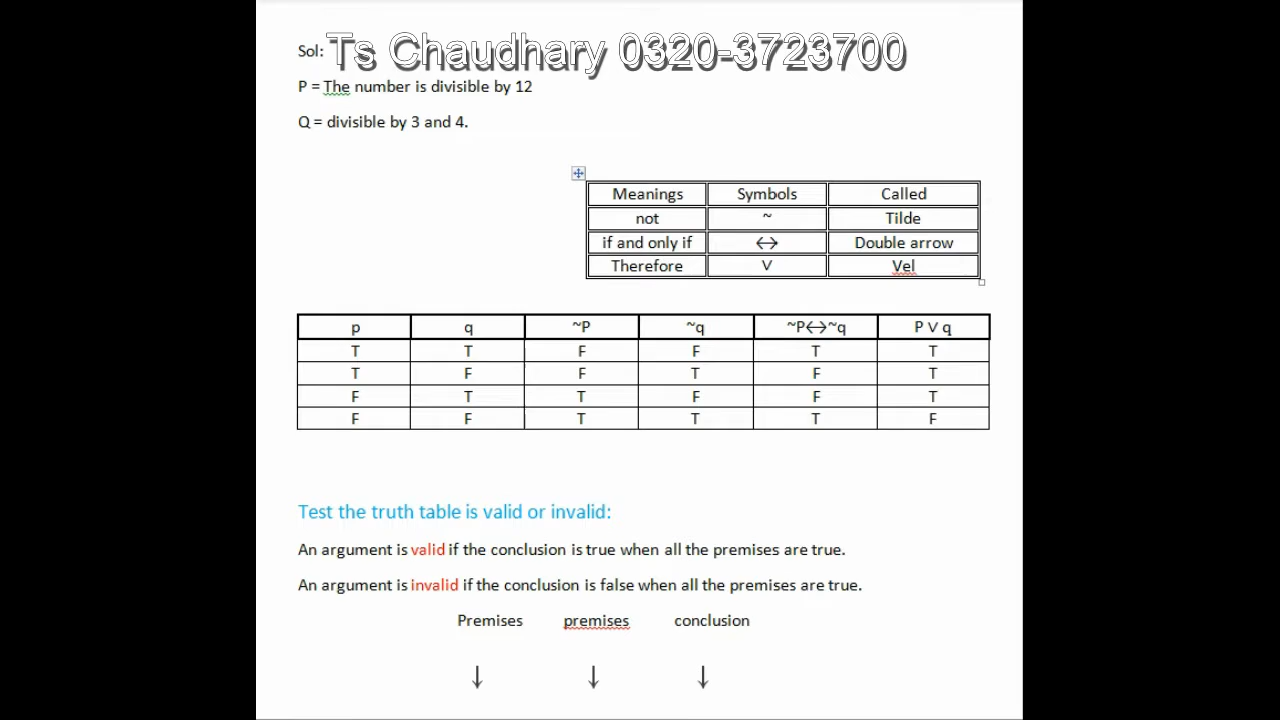 Sol: Ts Chaudhary 0320-3723700
P = The number is divisible by 12
Q = divisible by 3 and 4.
Meanings Symbols Called
not ~ Tilde
if and only if ↔ Double arrow
Therefore V Vel
p q ~P ~q ~P↔~q P V q
T T F F T T
T F F T F T
F T T F F T
F F T T T F
Test the truth table is valid or invalid:
An argument is valid if the conclusion is true when all the premises are true.
An argument is invalid if the conclusion is false when all the premises are true.
Premises premises conclusion
↓ ↓ ↓